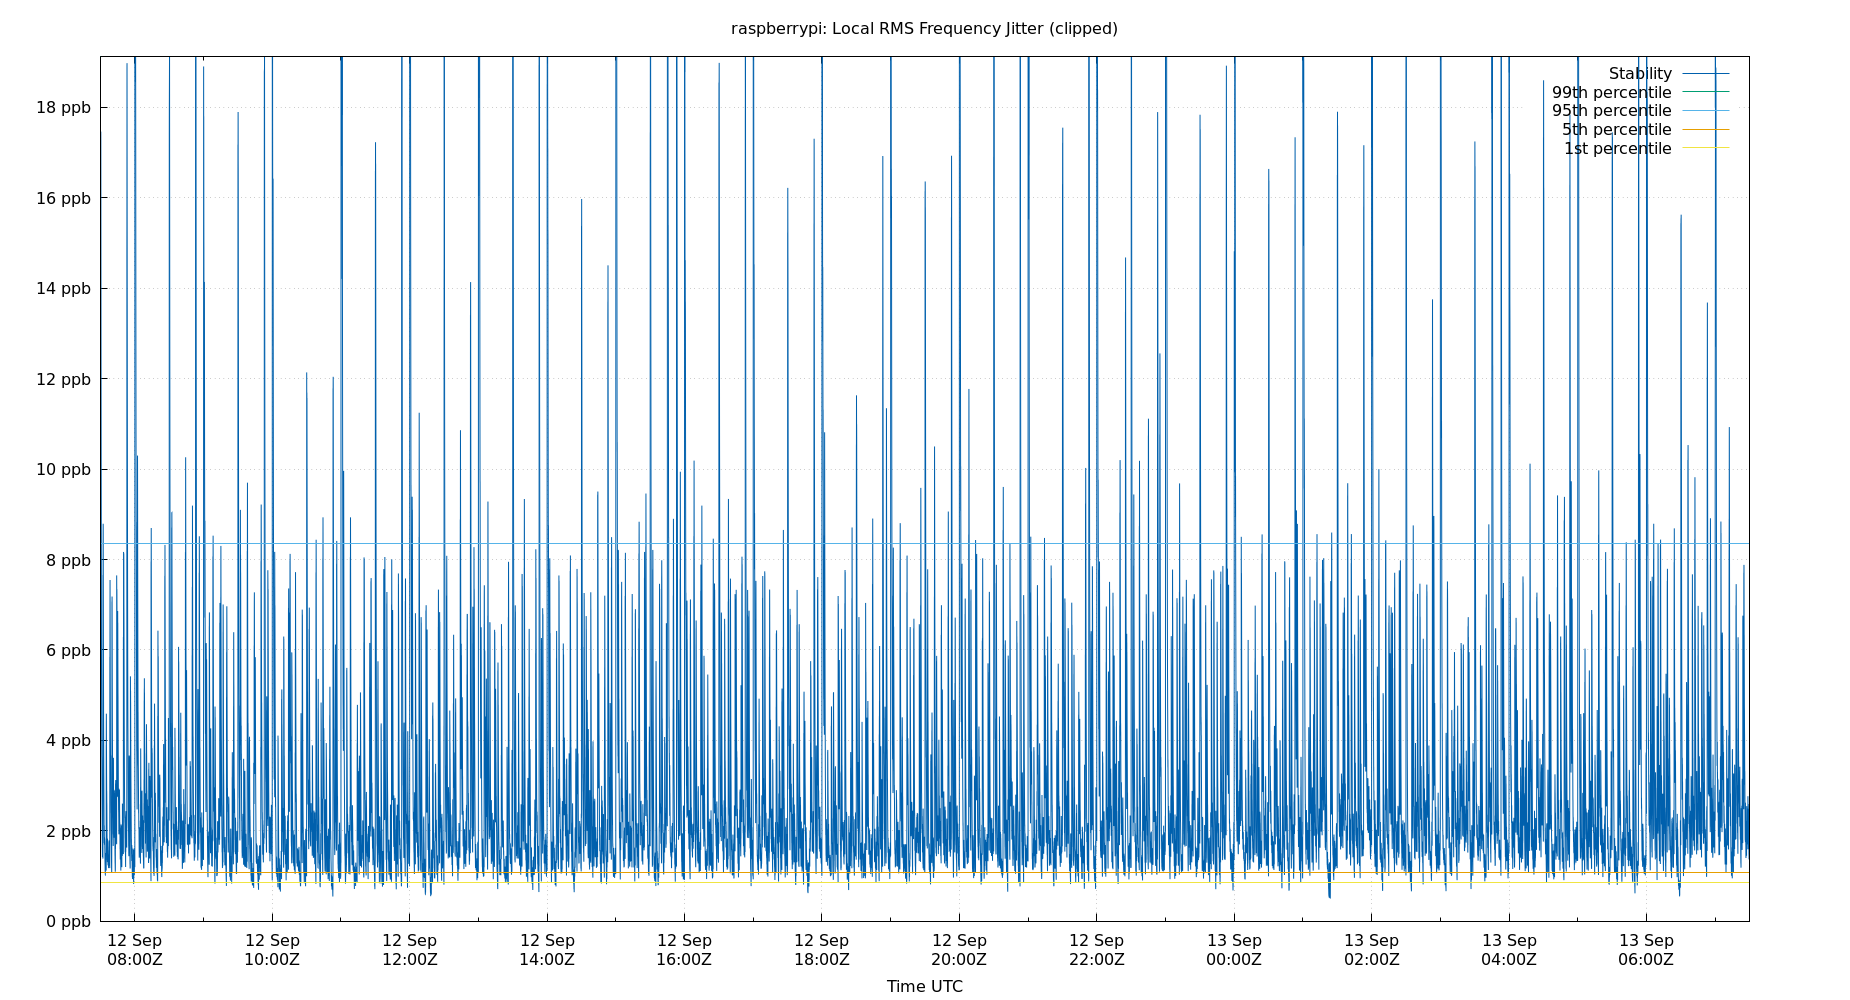 raspberrypi: Local RMS Frequency Jitter (clipped)
Stability
99th percentile
95th percentile
5th percentile
1st percentile
18 ppb
16 ppb
14 ppb
12 ppb
10 ppb
8 ppb
6 ppb
4 ppb
2 ppb
0 ppb
12 Sep 12 Sep 12 Sep 12 Sep 12 Sep 12 Sep 12 Sep 12 Sep 13 Sep 13 Sep 13 Sep 13 Sep
08:00Z 10:00Z 12:00Z 14:00Z 16:00Z 18:00Z 20:00Z 22:00Z 00:00Z 02:00Z 04:00Z 06:00Z
Time UTC